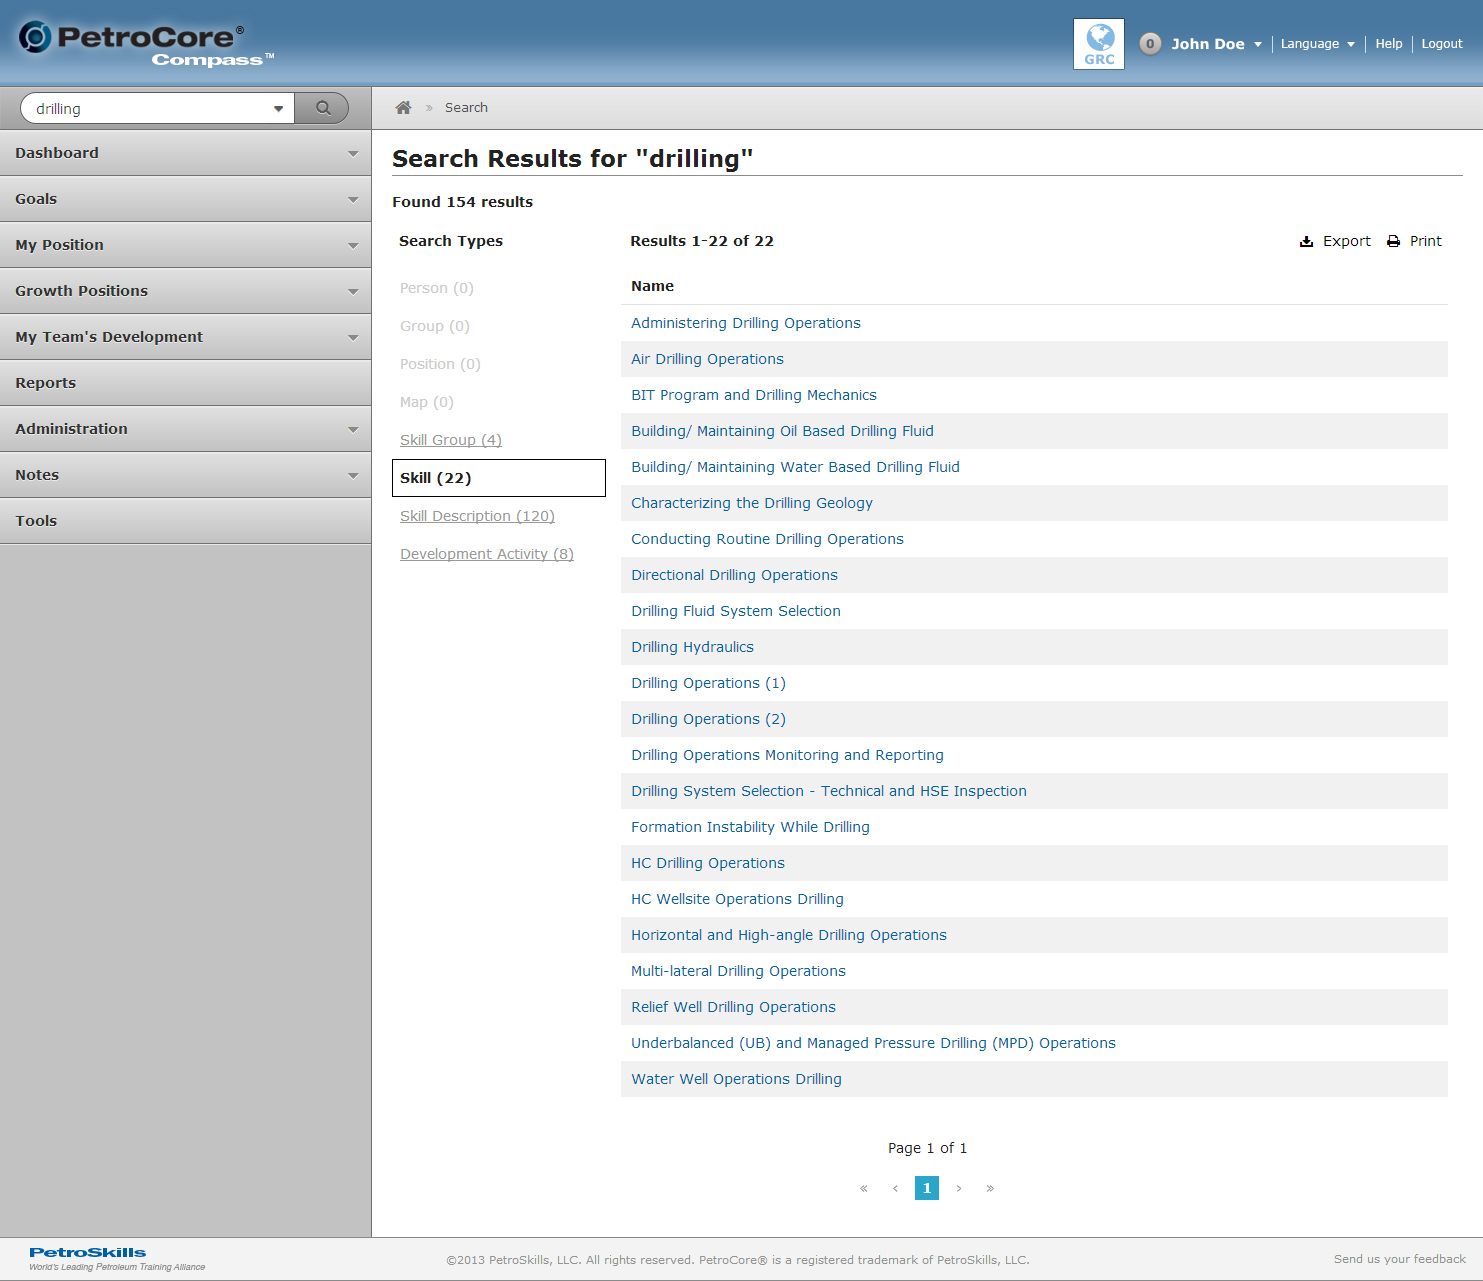 PetroCore®
Compass™
GRC
0 John Doe Language Help Logout
drilling
» Search
Dashboard
Goals
My Position
Growth Positions
My Team's Development
Reports
Administration
Notes
Tools
Search Results for "drilling"
Found 154 results
Search Types
Person (0)
Group (0)
Position (0)
Map (0)
Skill Group (4)
Skill (22)
Skill Description (120)
Development Activity (8)
Results 1-22 of 22
Export Print
Name
Administering Drilling Operations
Air Drilling Operations
BIT Program and Drilling Mechanics
Building/ Maintaining Oil Based Drilling Fluid
Building/ Maintaining Water Based Drilling Fluid
Characterizing the Drilling Geology
Conducting Routine Drilling Operations
Directional Drilling Operations
Drilling Fluid System Selection
Drilling Hydraulics
Drilling Operations (1)
Drilling Operations (2)
Drilling Operations Monitoring and Reporting
Drilling System Selection - Technical and HSE Inspection
Formation Instability While Drilling
HC Drilling Operations
HC Wellsite Operations Drilling
Horizontal and High-angle Drilling Operations
Multi-lateral Drilling Operations
Relief Well Drilling Operations
Underbalanced (UB) and Managed Pressure Drilling (MPD) Operations
Water Well Operations Drilling
Page 1 of 1
« ‹ 1 › »
PetroSkills
World's Leading Petroleum Training Alliance
©2013 PetroSkills, LLC. All rights reserved. PetroCore® is a registered trademark of PetroSkills, LLC.
Send us your feedback